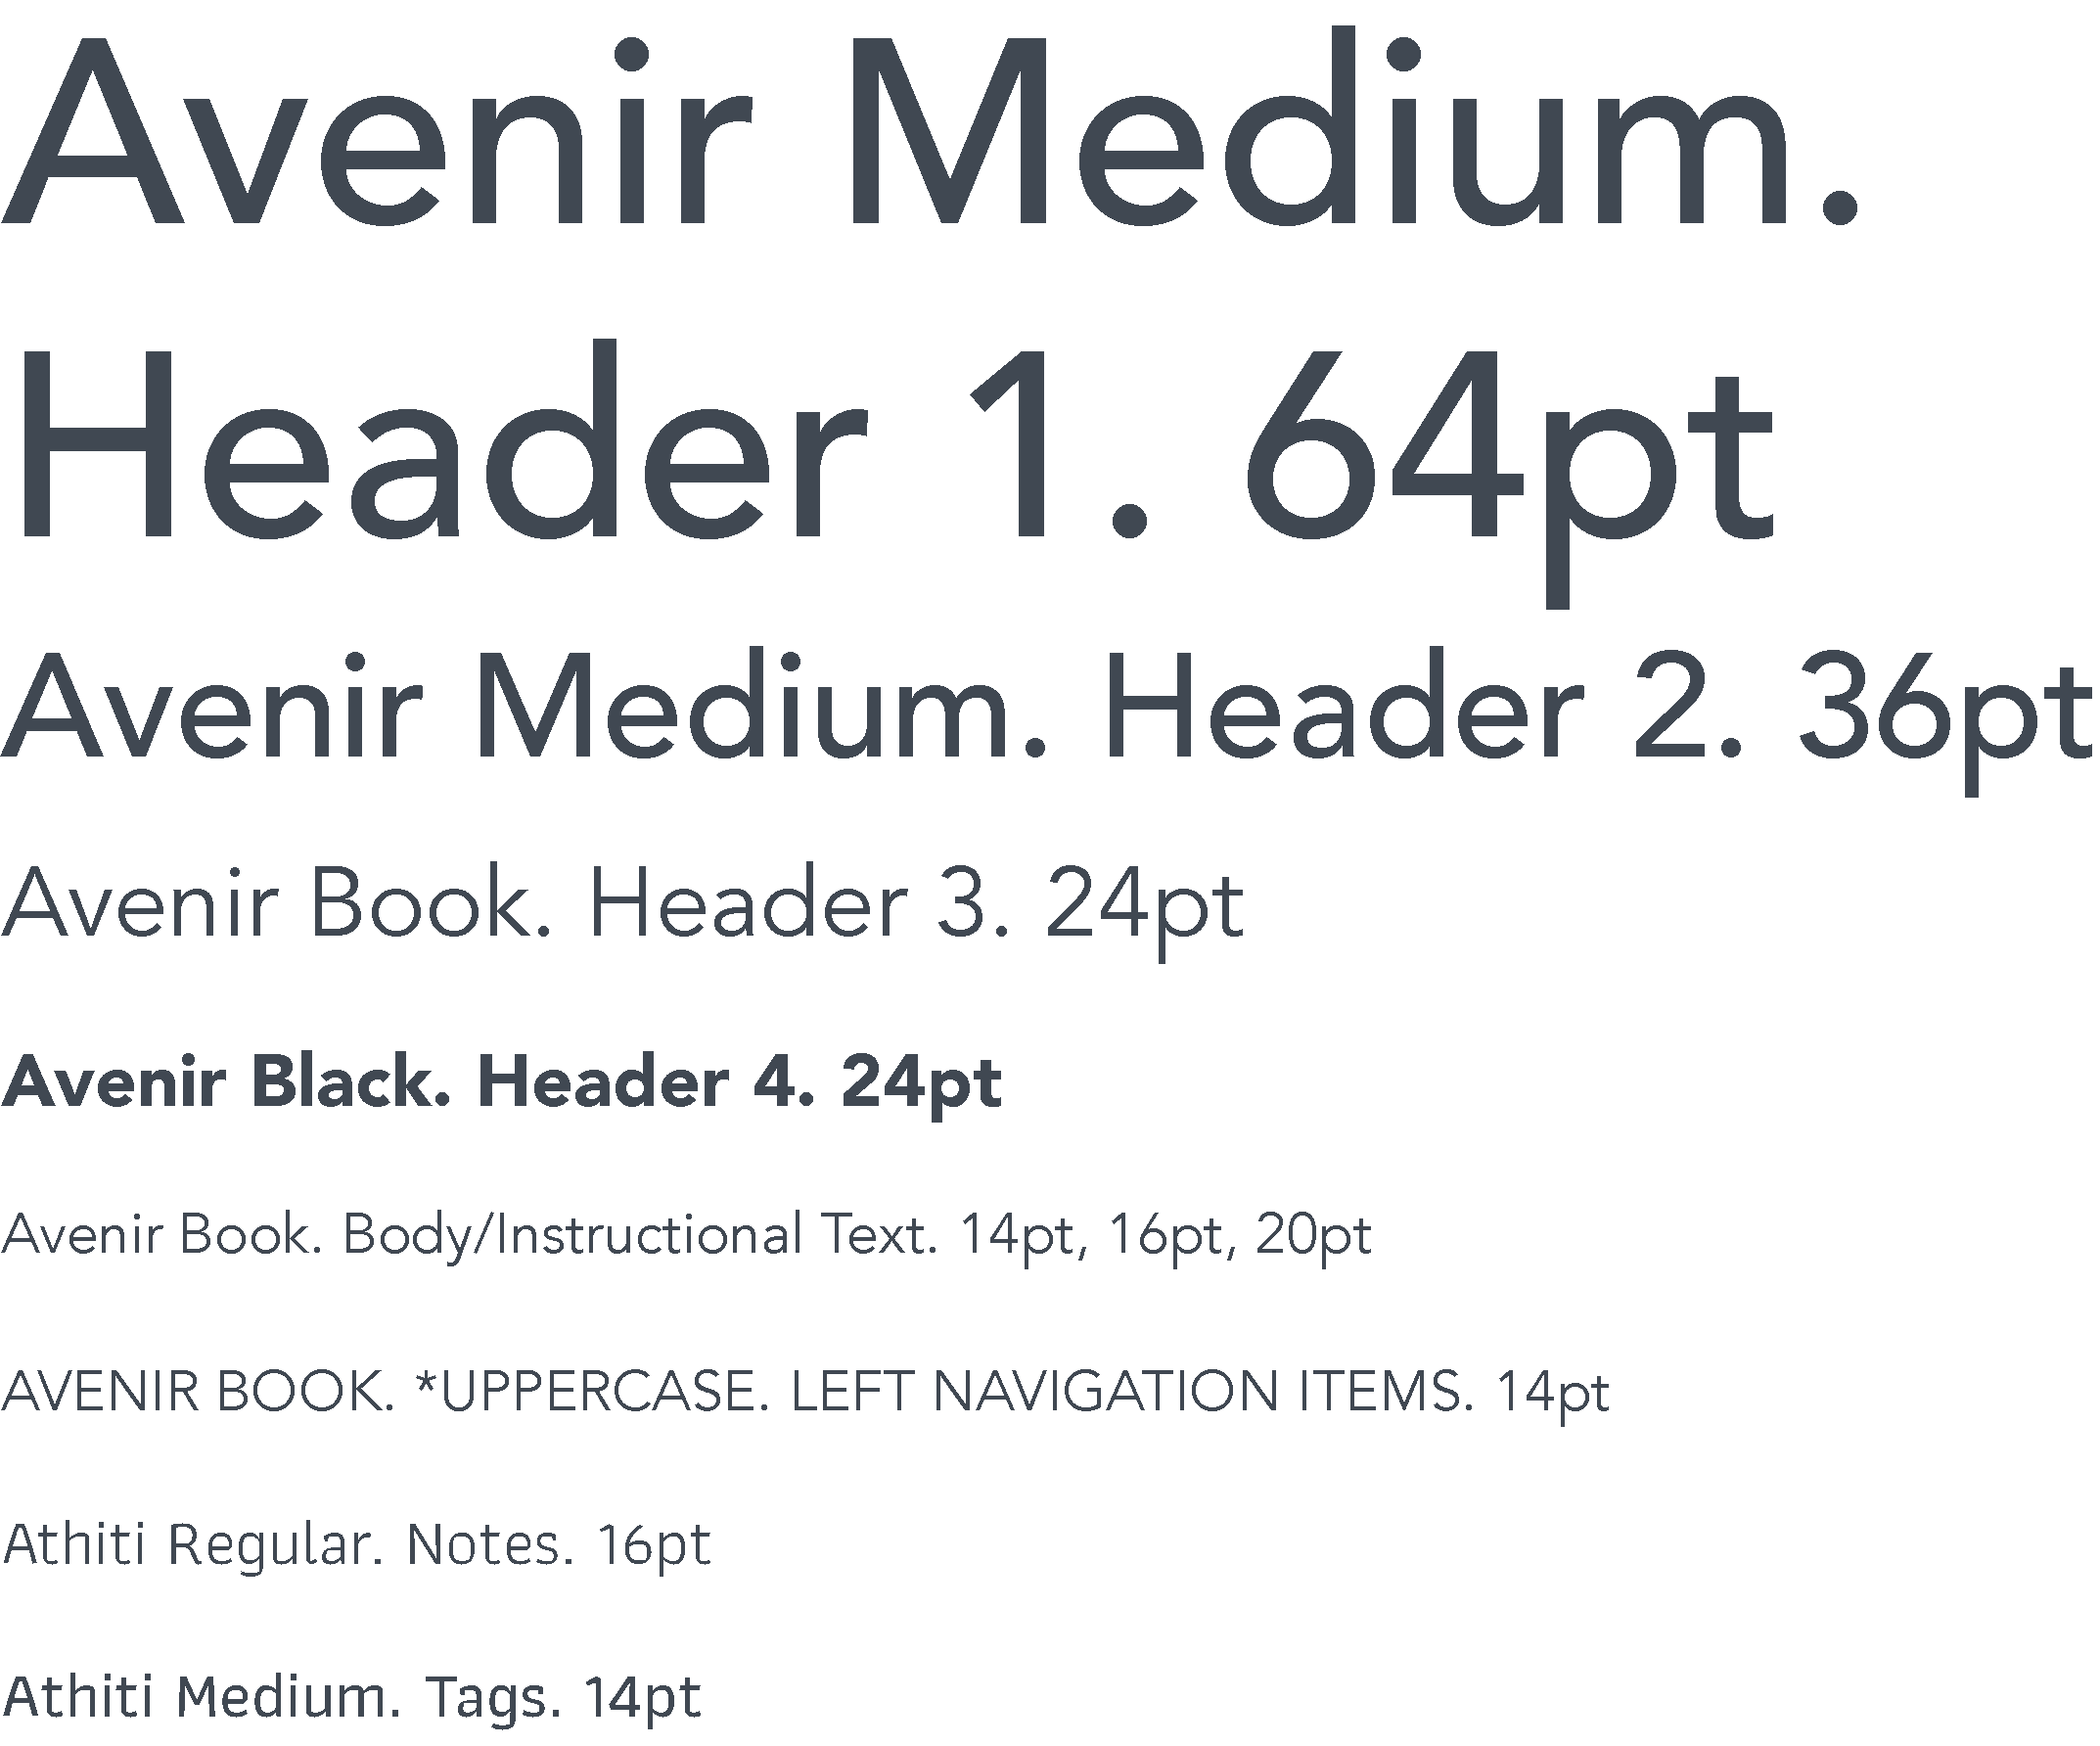 Avenir Medium.
Header 1. 64pt
Avenir Medium. Header 2. 36pt
Avenir Book. Header 3. 24pt
Avenir Black. Header 4. 24pt
Avenir Book. Body/Instructional Text. 14pt, 16pt, 20pt
AVENIR BOOK. *UPPERCASE. LEFT NAVIGATION ITEMS. 14pt
Athiti Regular. Notes. 16pt
Athiti Medium. Tags. 14pt